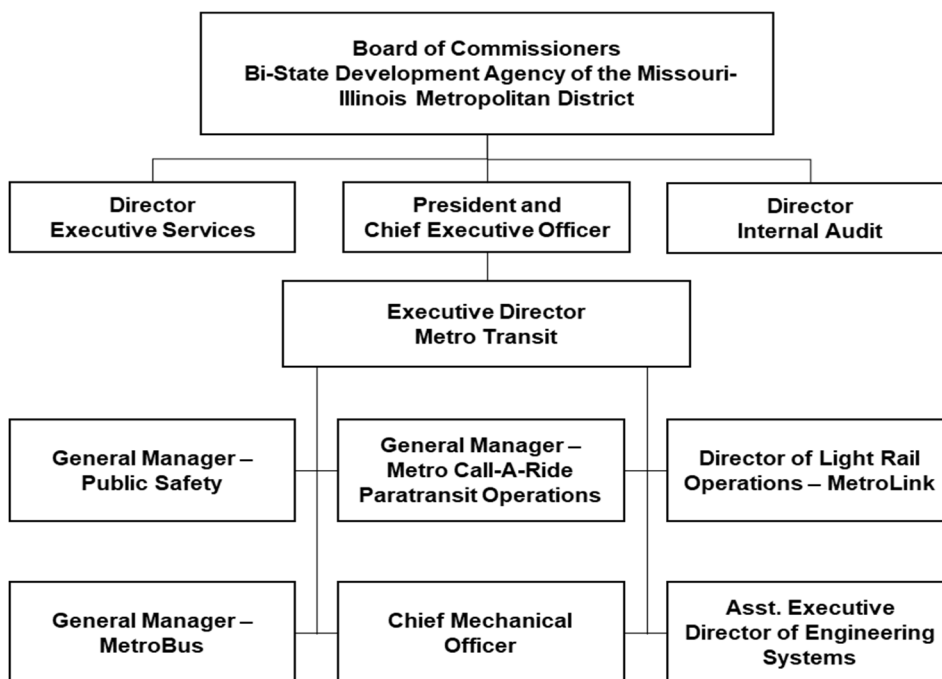 Board of Commissioners
Bi-State Development Agency of the Missouri-
Illinois Metropolitan District
Director
Executive Services
President and
Chief Executive Officer
Director
Internal Audit
Executive Director
Metro Transit
General Manager –
Public Safety
General Manager –
Metro Call-A-Ride
Paratransit Operations
Director of Light Rail
Operations – MetroLink
General Manager –
MetroBus
Chief Mechanical
Officer
Asst. Executive
Director of Engineering
Systems